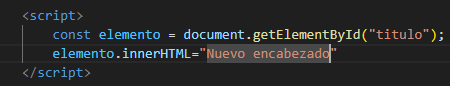 <script>
const elemento = document.getElementById("titulo");
elemento.innerHTML="Nuevo encabezado"
</script>